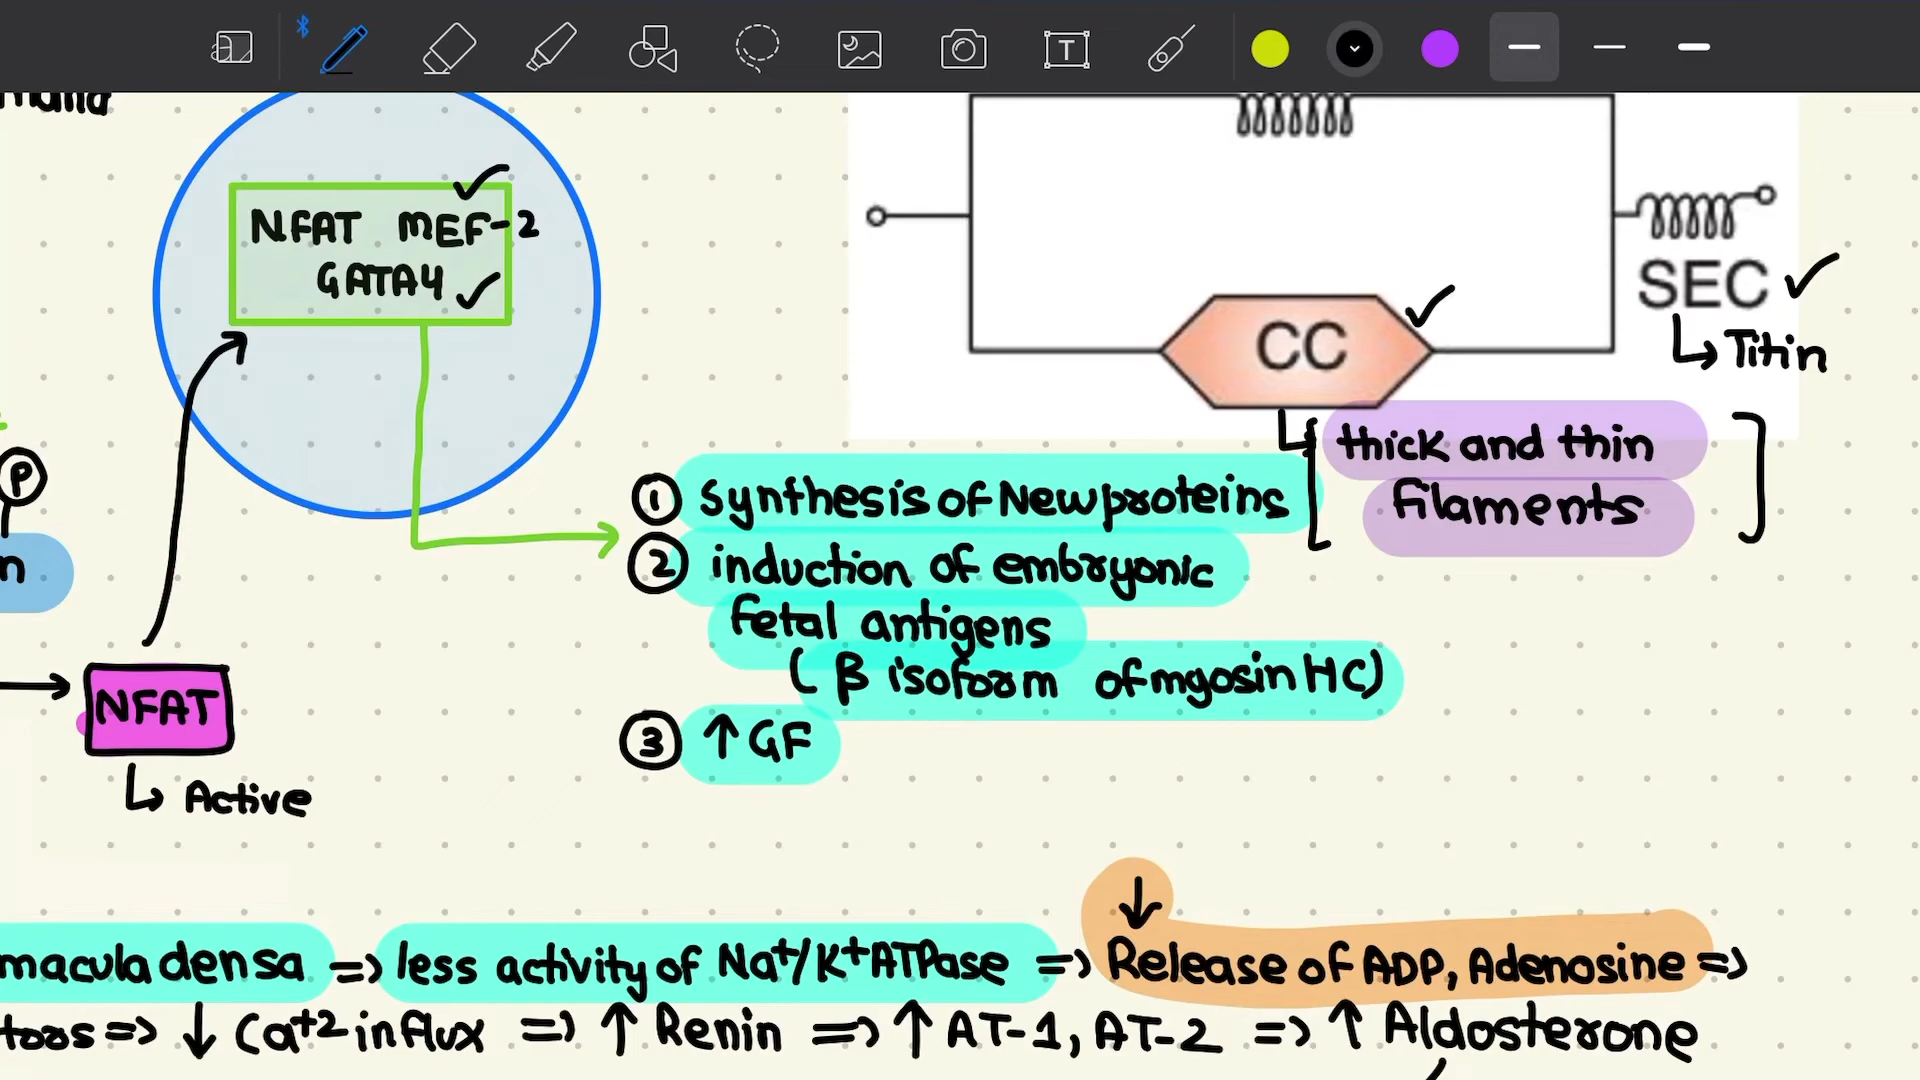 NFAT MEF-2
GATA4
SEC
Titin
CC
thick and thin
filaments
① Synthesis of New proteins
② induction of embryonic
fetal antigens
( β isoform of myosin HC)
③ ↑ GF
P
n
NFAT
Active
↓
macula densa => less activity of Na+/K+ATPase => Release of ADP, Adenosine =>
tors => ↓ Ca+2 influx => ↑ Renin => ↑ AT-1, AT-2 => ↑ Aldosterone